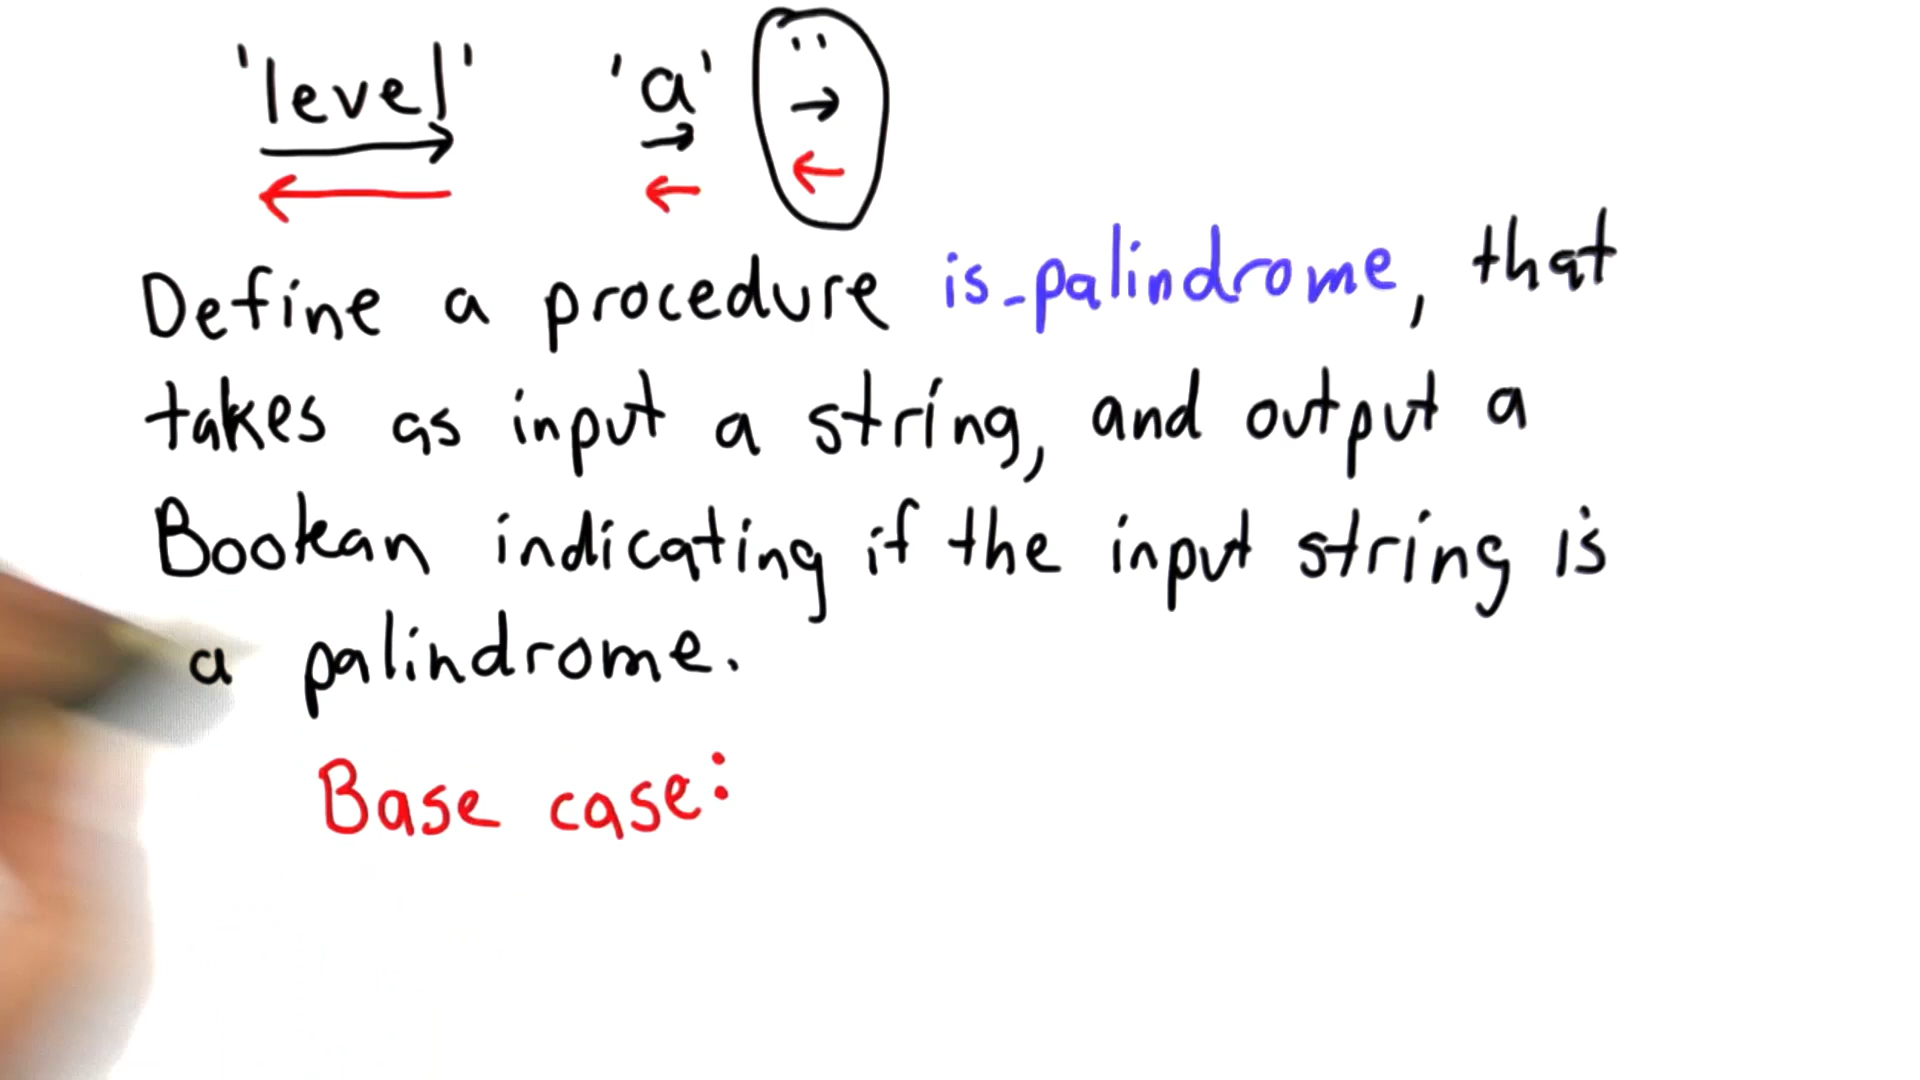 'level' 'a' ''
Define a procedure is_palindrome, that
takes as input a string, and output a
Boolean indicating if the input string is
a palindrome.
Base case: